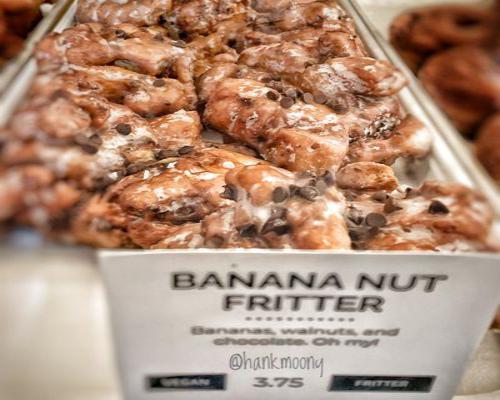 BANANA NUT
FRITTER
Bananas, walnuts, and
chocolate. Oh my!
@hankmoony
VEGAN 3.75 FRITTER